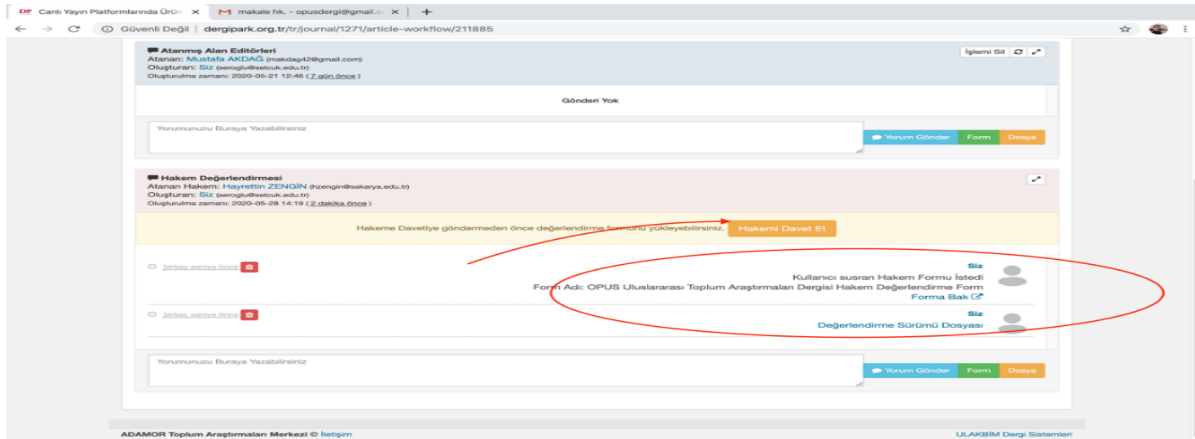 Canlı Yayın Platformlarında Ürün
makale hk. - opusdergi@gmail.c
Güvenli Değil | dergipark.org.tr/tr/journal/1271/article-workflow/211885
Atanmış Alan Editörleri
İşlemi Sil
Atanan: Mustafa AKDAĞ (makdag42@gmail.com)
Oluşturan: Siz (seroglu@selcuk.edu.tr)
Oluşturulma zamanı: 2020-05-21 12:46 (7 gün önce)
Gönderi Yok
Yorumunuzu Buraya Yazabilirsiniz
Yorum Gönder Form Dosya
Hakem Değerlendirmesi
Atanan Hakem: Hayrettin ZENGİN (hzengin@sakarya.edu.tr)
Oluşturan: Siz (seroglu@selcuk.edu.tr)
Oluşturulma zamanı: 2020-05-28 14:19 (2 dakika önce)
Hakeme Davetiye göndermeden önce değerlendirme formunu yükleyebilirsiniz. Hakemi Davet Et
birkaç saniye önce
Siz
Kullanıcı susran Hakem Formu İstedi
Form Adı: OPUS Uluslararası Toplum Araştırmaları Dergisi Hakem Değerlendirme Form
Forma Bak
birkaç saniye önce
Siz
Değerlendirme Sürümü Dosyası
Yorumunuzu Buraya Yazabilirsiniz
Yorum Gönder Form Dosya
ADAMOR Toplum Araştırmaları Merkezi © İletişim
ULAKBİM Dergi Sistemleri